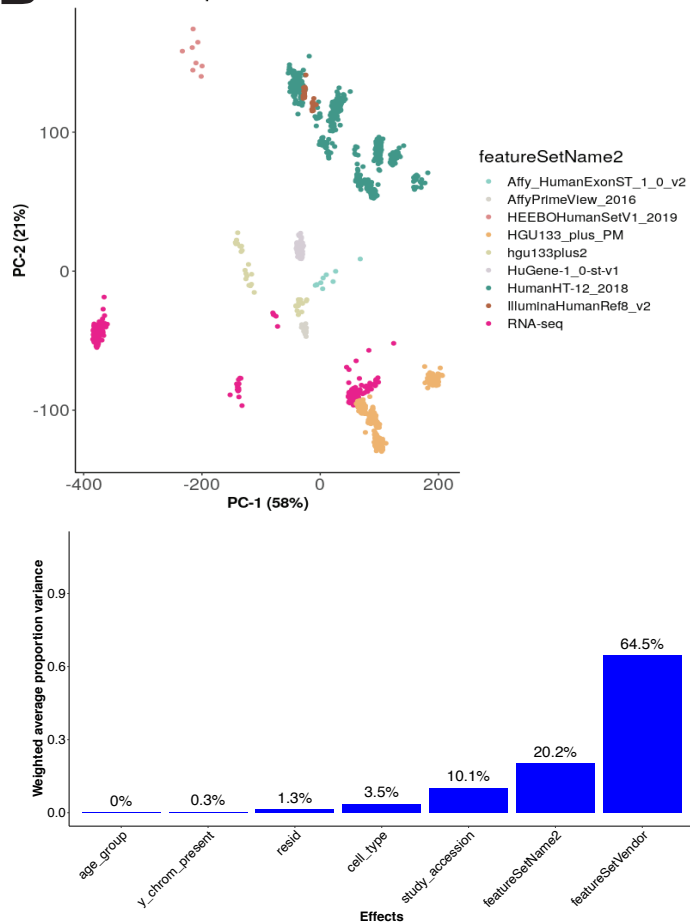 100
0
-100
PC-2 (21%)
-400
-200
0
200
PC-1 (58%)
featureSetName2
Affy_HumanExonST_1_0_v2
AffyPrimeView_2016
HEEBOHumanSetV1_2019
HGU133_plus_PM
hgu133plus2
HuGene-1_0-st-v1
HumanHT-12_2018
IlluminaHumanRef8_v2
RNA-seq
Weighted average proportion variance
0.9
0.6
0.3
0.0
0%
0.3%
1.3%
3.5%
10.1%
20.2%
64.5%
age_group
y_chrom_present
resid
cell_type
study_accession
featureSetName2
featureSetVendor
Effects